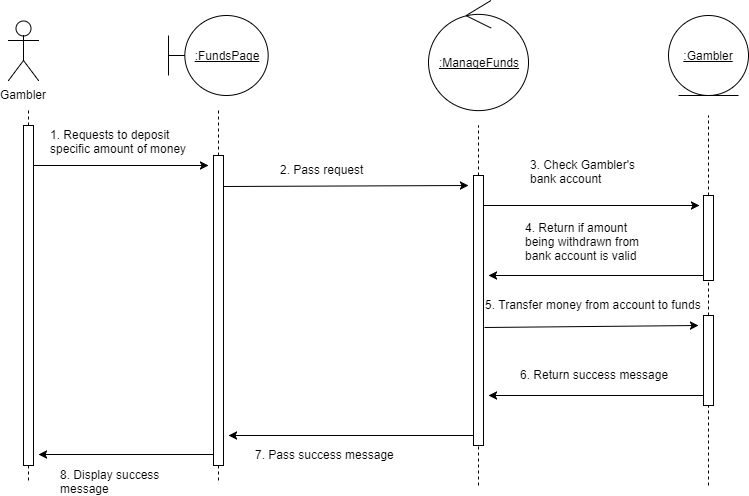 :FundsPage
:ManageFunds
:Gambler
Gambler
1. Requests to deposit
specific amount of money
2. Pass request
3. Check Gambler's
bank account
4. Return if amount
being withdrawn from
bank account is valid
5. Transfer money from account to funds
6. Return success message
7. Pass success message
8. Display success
message